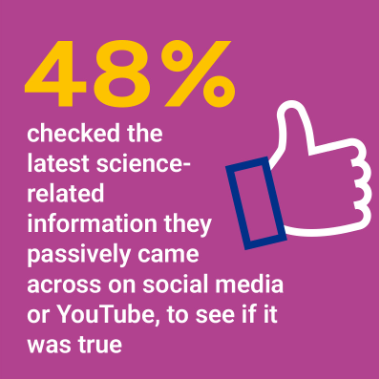 48%
checked the
latest science-
related
information they
passively came
across on social media
or YouTube, to see if it
was true